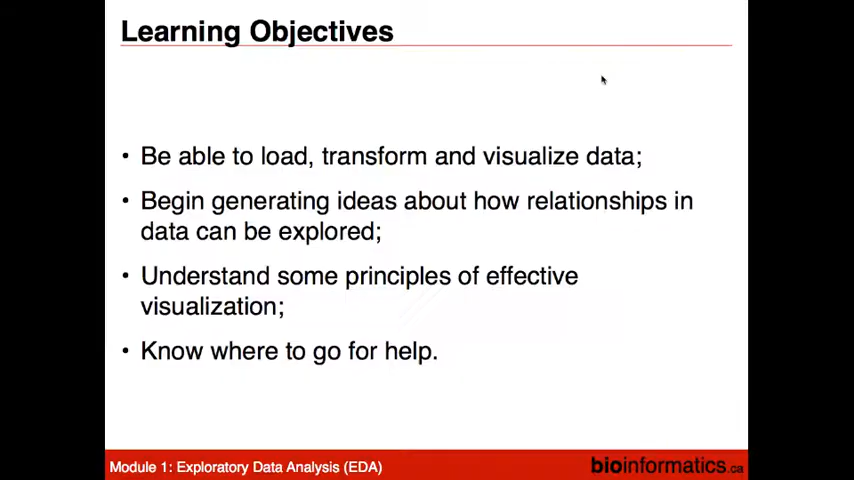 Learning Objectives
• Be able to load, transform and visualize data;
• Begin generating ideas about how relationships in
data can be explored;
• Understand some principles of effective
visualization;
• Know where to go for help.
Module 1: Exploratory Data Analysis (EDA)
bioinformatics.ca